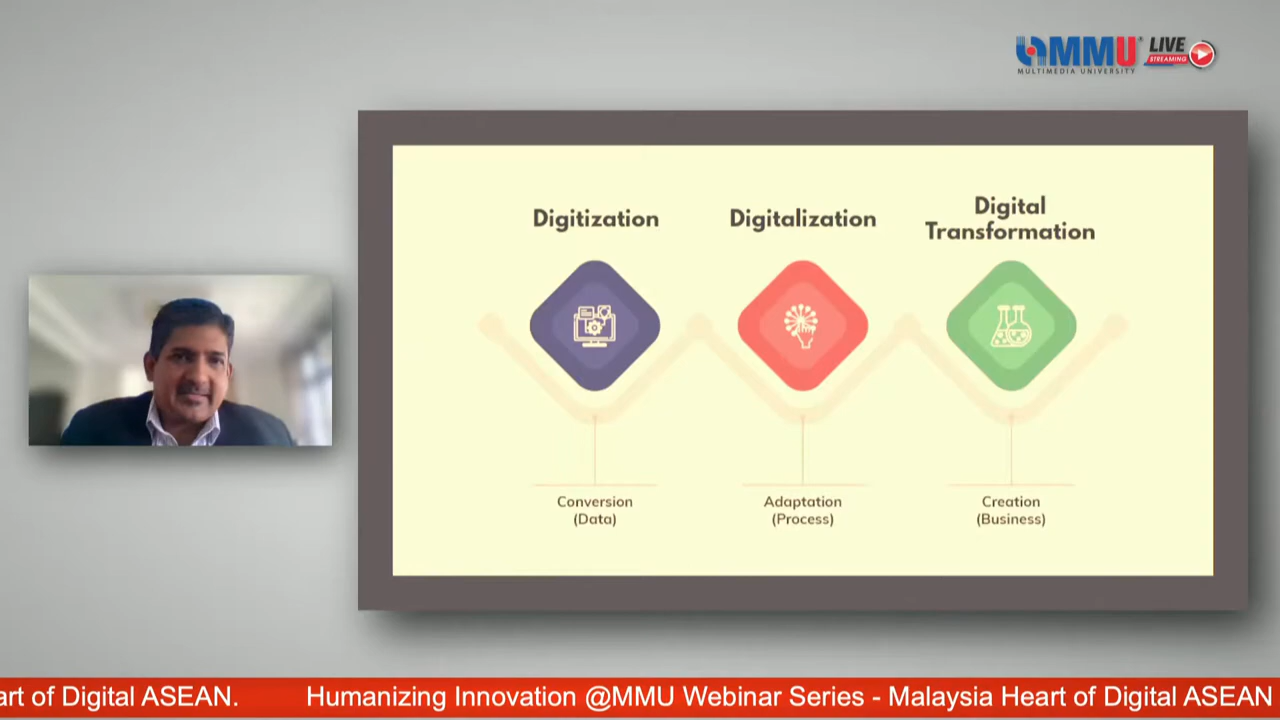 MMU LIVE
STREAMING
MULTIMEDIA UNIVERSITY
Digitization
Digitalization
Digital
Transformation
Conversion
(Data)
Adaptation
(Process)
Creation
(Business)
art of Digital ASEAN. Humanizing Innovation @MMU Webinar Series - Malaysia Heart of Digital ASEAN